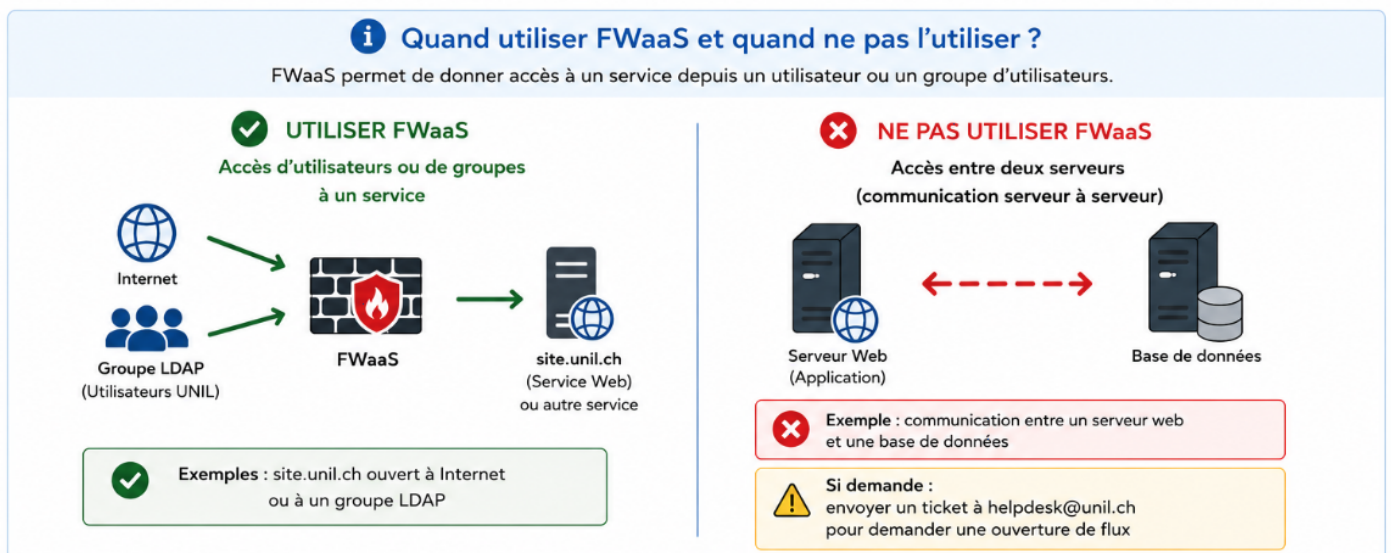 Quand utiliser FWaaS et quand ne pas l'utiliser ?
FWaaS permet de donner accès à un service depuis un utilisateur ou un groupe d'utilisateurs.
UTILISER FWaaS
Accès d'utilisateurs ou de groupes
à un service
Internet
Groupe LDAP
(Utilisateurs UNIL)
FWaaS
site.unil.ch
(Service Web)
ou autre service
Exemples : site.unil.ch ouvert à Internet
ou à un groupe LDAP
NE PAS UTILISER FWaaS
Accès entre deux serveurs
(communication serveur à serveur)
Serveur Web
(Application)
Base de données
Exemple : communication entre un serveur web
et une base de données
Si demande :
envoyer un ticket à helpdesk@unil.ch
pour demander une ouverture de flux